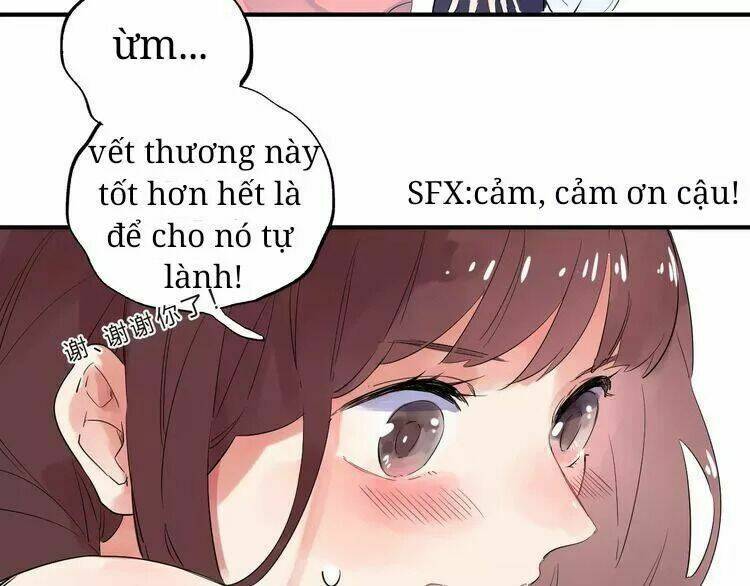 ừm...
vết thương này
tốt hơn hết là
để cho nó tự
lành!
SFX:cảm, cảm ơn cậu!
谢、谢谢你了!